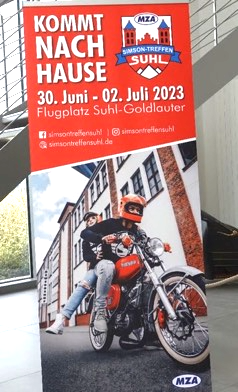 MZA
SIMSON-TREFFEN
SUHL
KOMMT
NACH
HAUSE
30. Juni - 02. Juli 2023
Flugplatz Suhl-Goldlauter
simsontreffensuhl | simsontreffensuhl
simsontreffensuhl.de
MZA
MZA